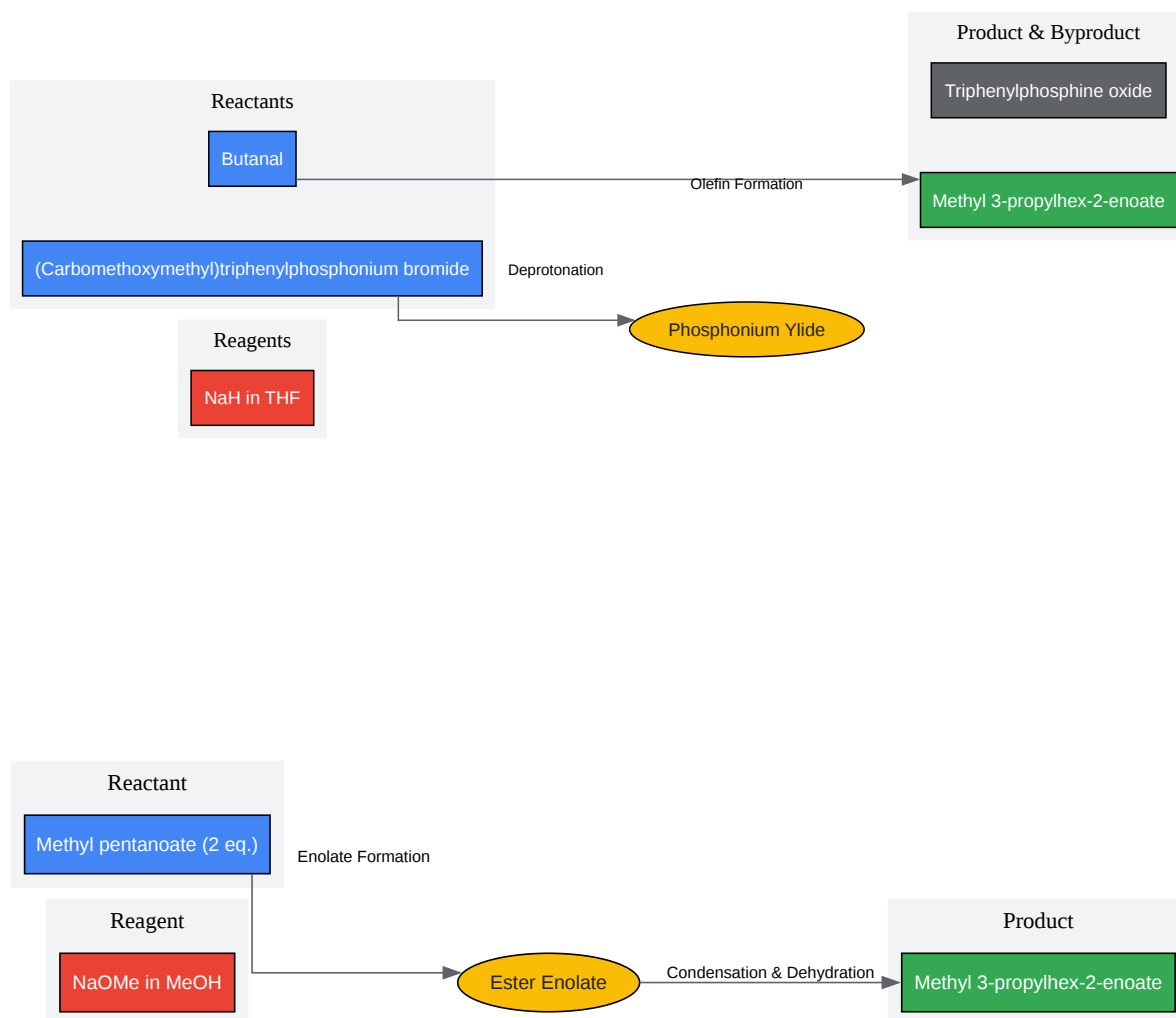 Product & Byproduct
Triphenylphosphine oxide
Reactants
Butanal
Olefin Formation
Methyl 3-propylhex-2-enoate
(Carbomethoxymethyl)triphenylphosphonium bromide
Deprotonation
Phosphonium Ylide
Reagents
NaH in THF
Reactant
Methyl pentanoate (2 eq.)
Enolate Formation
Reagent
NaOMe in MeOH
Ester Enolate
Condensation & Dehydration
Product
Methyl 3-propylhex-2-enoate